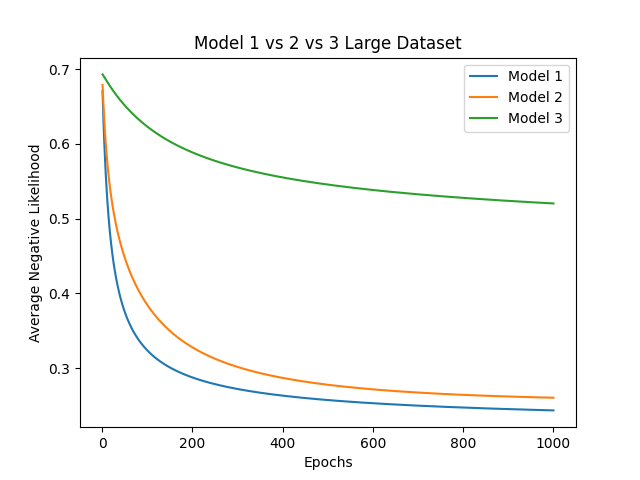 Model 1 vs 2 vs 3 Large Dataset
Model 1
Model 2
Model 3
Average Negative Likelihood
0.7
0.6
0.5
0.4
0.3
0 200 400 600 800 1000
Epochs